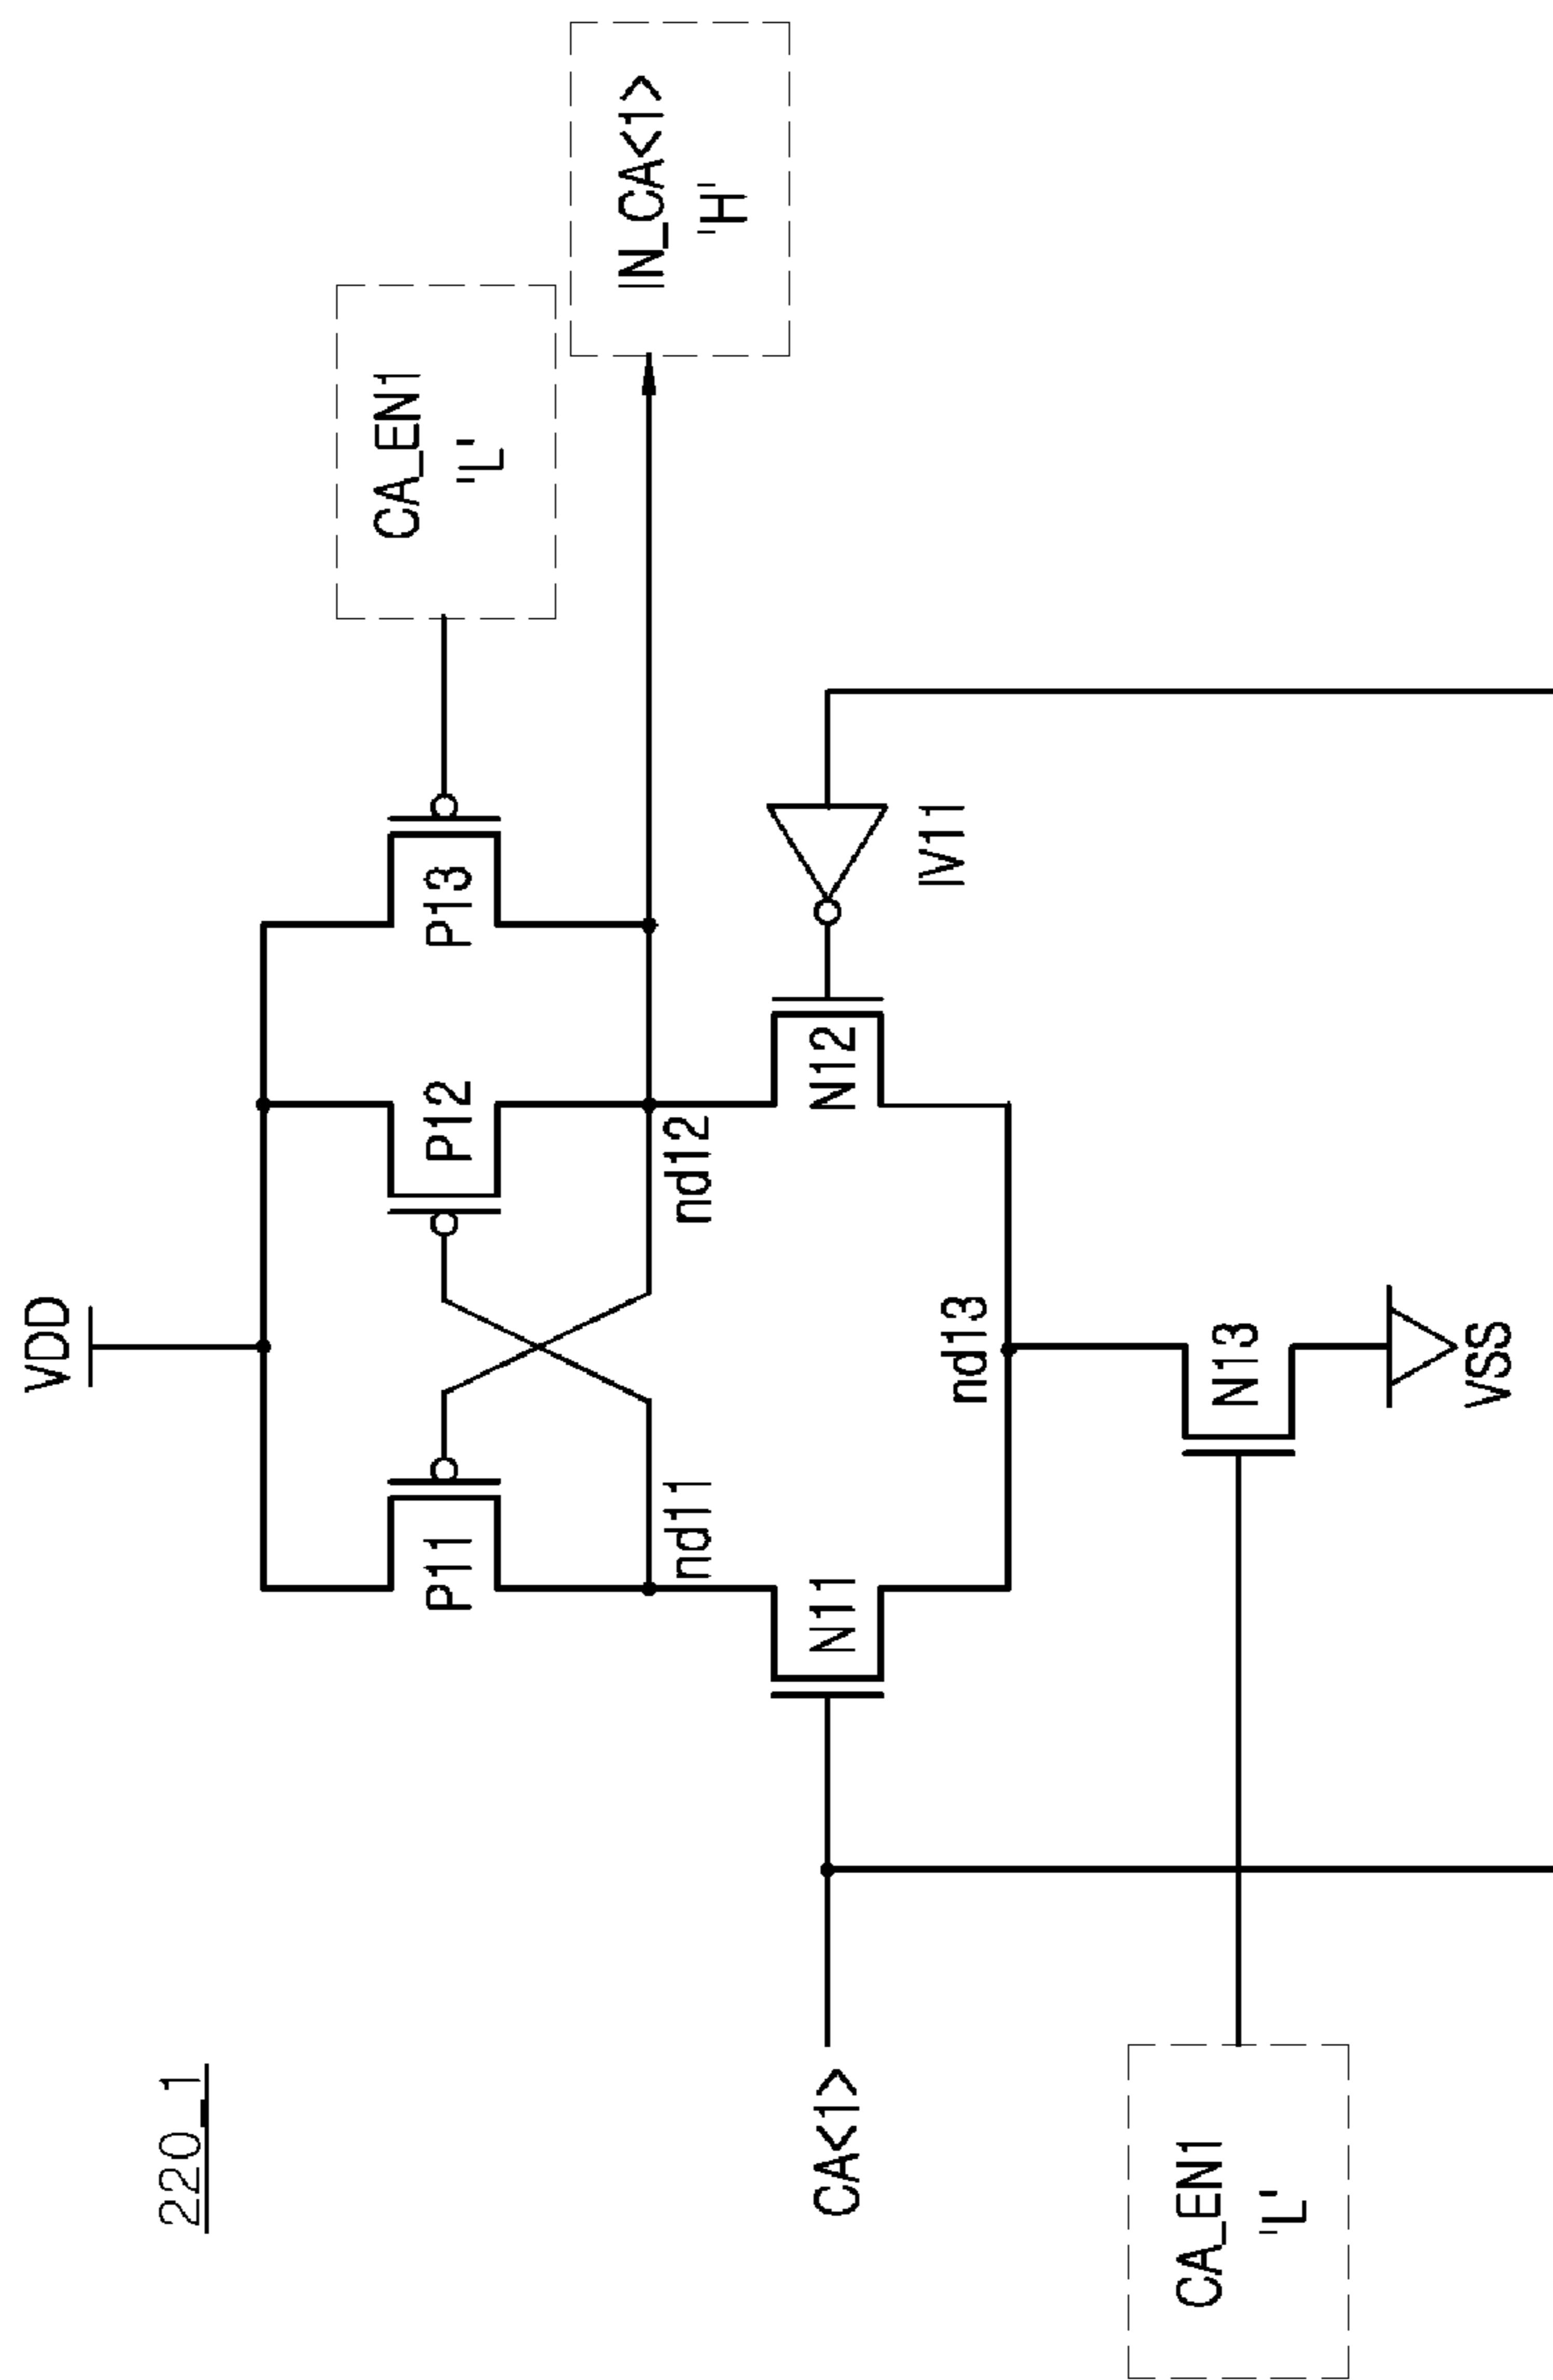 220_1
VDD
CA_EN1
'L'
P11
P12
P13
IN_CA<1>
'H'
nd11
nd12
CA<1>
N11
N12
IV11
nd13
CA_EN1
'L'
N13
VSS